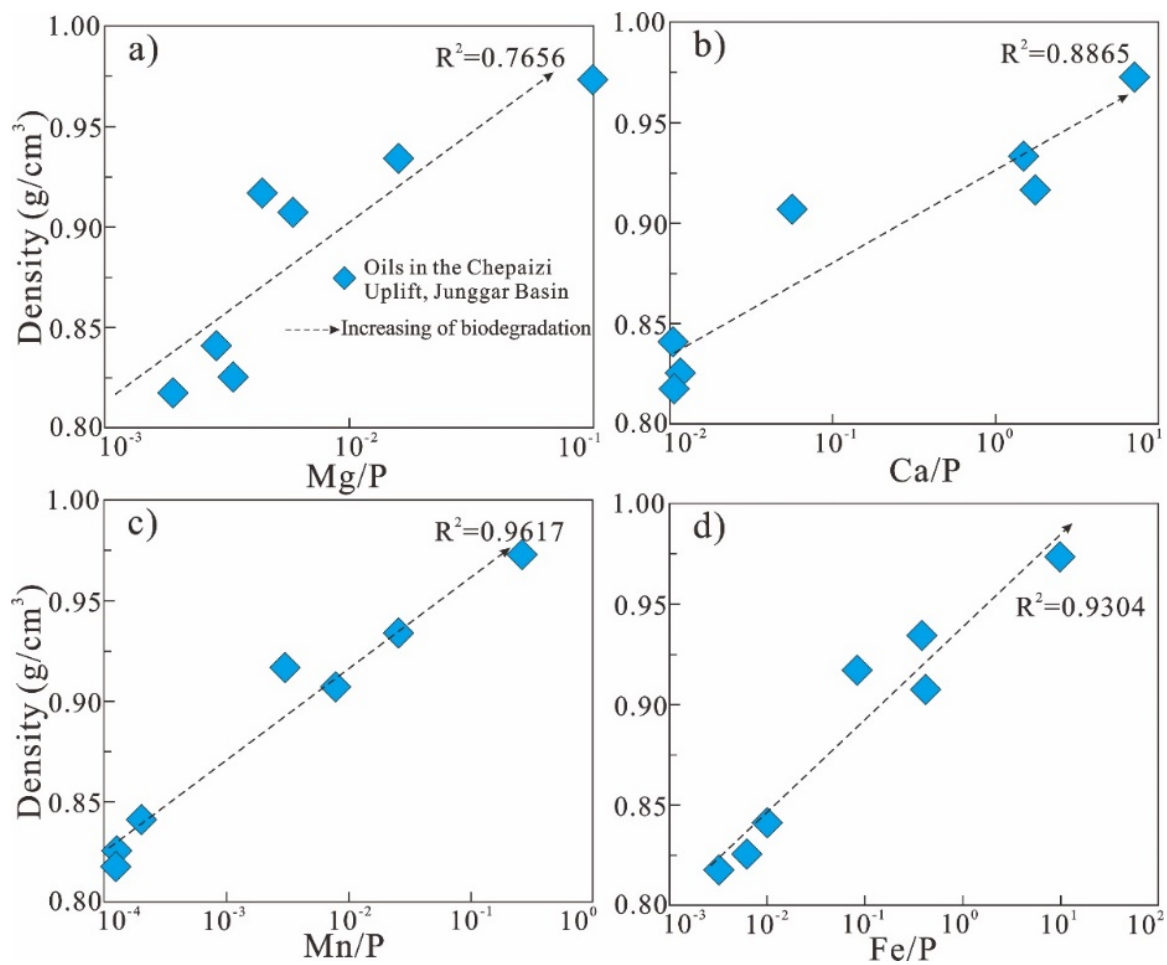 a)
R²=0.7656
1.00
0.95
0.90
0.85
0.80
Density (g/cm³)
Oils in the Chepaizi
Uplift, Junggar Basin
Increasing of biodegradation
10⁻³
10⁻²
10⁻¹
Mg/P
b)
R²=0.8865
1.00
0.95
0.90
0.85
0.80
10⁻²
10⁻¹
10⁰
10¹
Ca/P
c)
R²=0.9617
1.00
0.95
0.90
0.85
0.80
Density (g/cm³)
10⁻⁴
10⁻³
10⁻²
10⁻¹
10⁰
Mn/P
d)
R²=0.9304
1.00
0.95
0.90
0.85
0.80
10⁻³
10⁻²
10⁻¹
10⁰
10¹
10²
Fe/P